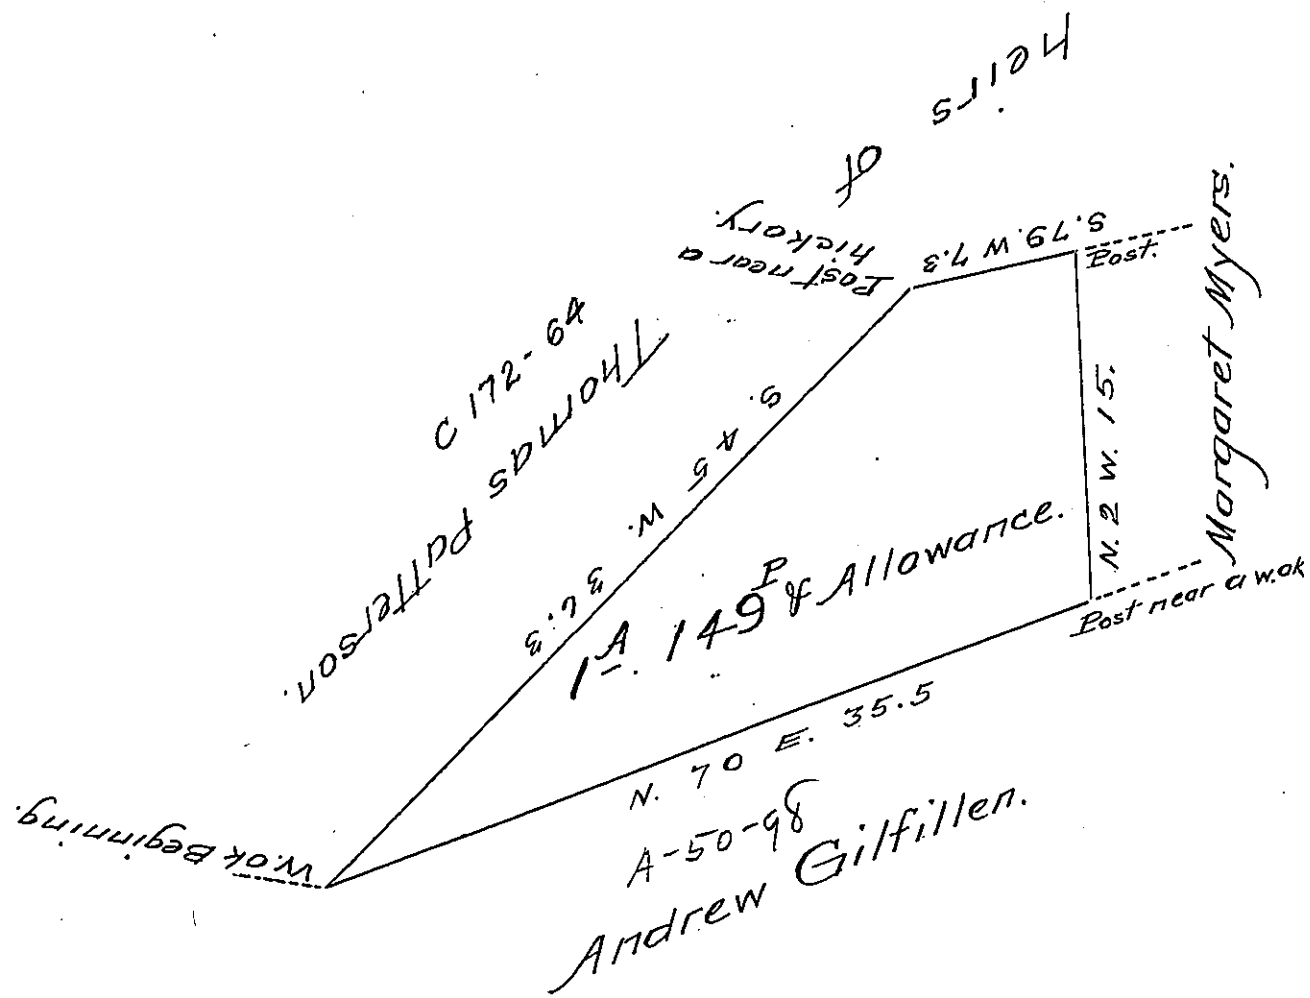 heirs
of
Thomas Patterson.
C 172-64
Post near a
hickory.
S. 79. W 7.3
Post.
Margaret Myers.
N. 2 W. 15.
S. 45 W. 36.3
1A. 149P & Allowance.
Post near a w.ok
N. 70 E. 35.5
W.ok Beginning.
A-50-98
Andrew Gilfillen.